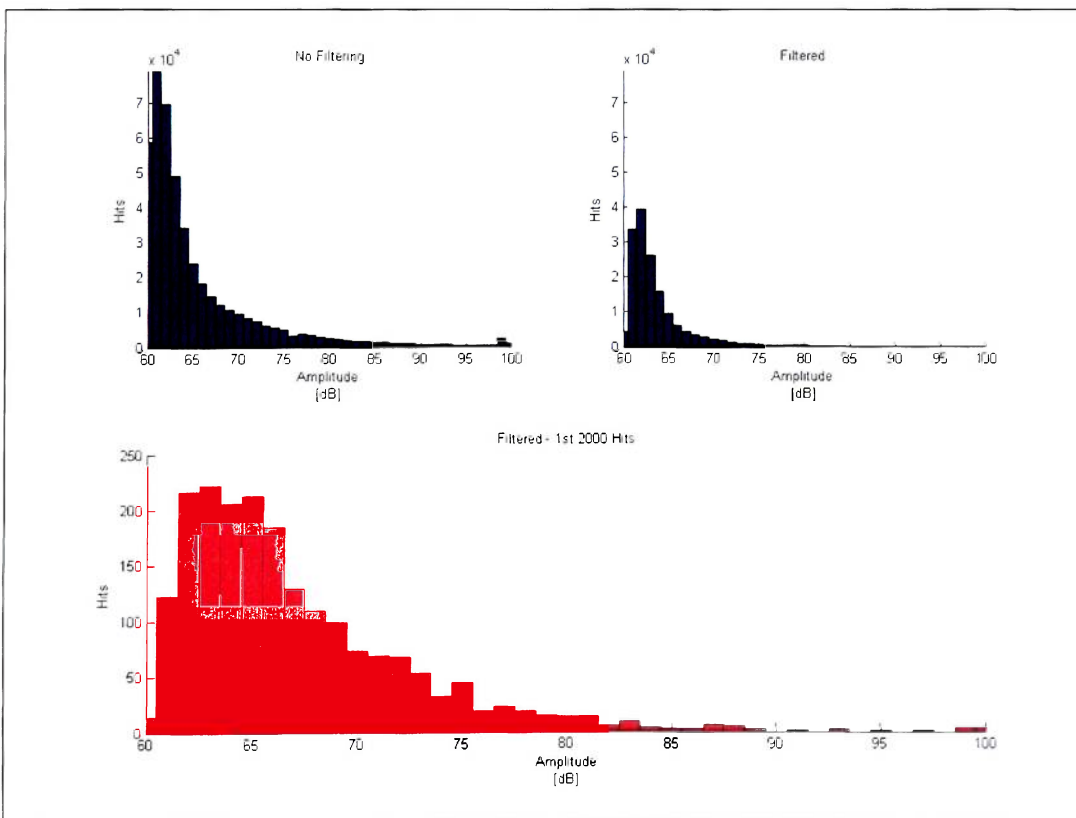 No Filtering
x 10^4
7
6
5
4
3
2
1
0
Hits
60 65 70 75 80 85 90 95 100
Amplitude
[dB]
Filtered
x 10^4
7
6
5
4
3
2
1
0
Hits
60 65 70 75 80 85 90 95 100
Amplitude
[dB]
Filtered - 1st 2000 Hits
250
200
150
100
50
0
Hits
60 65 70 75 80 85 90 95 100
Amplitude
[dB]